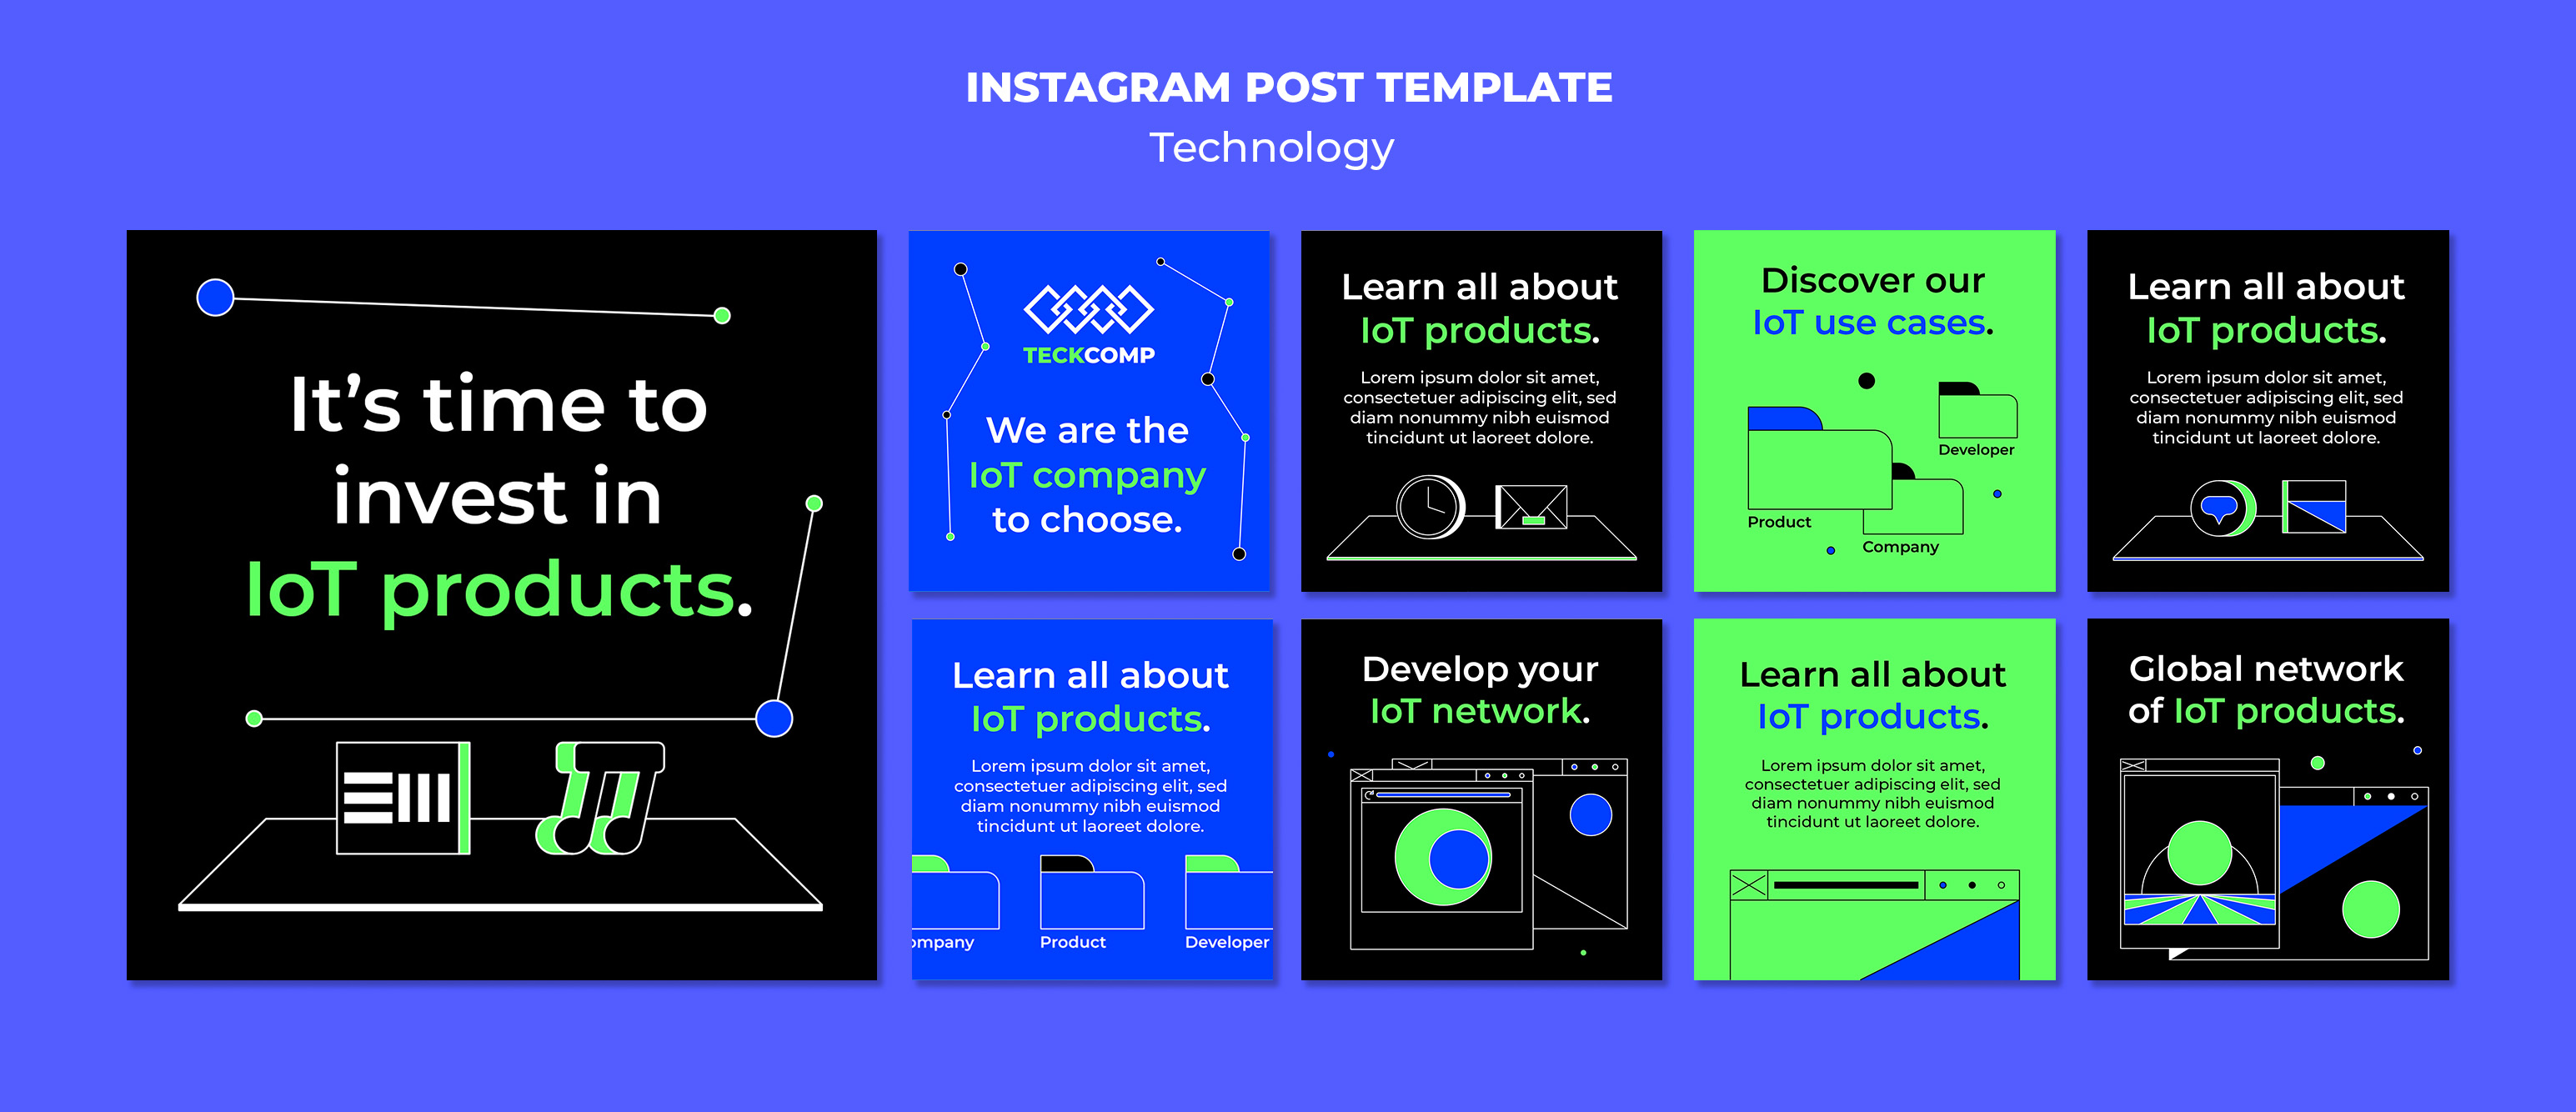 INSTAGRAM POST TEMPLATE
Technology
It’s time to
invest in
IoT products.
TECKCOMP
We are the
IoT company
to choose.
Learn all about
IoT products.
Lorem ipsum dolor sit amet,
consectetuer adipiscing elit, sed
diam nonummy nibh euismod
tincidunt ut laoreet dolore.
Discover our
IoT use cases.
Developer
Product
Company
Learn all about
IoT products.
Lorem ipsum dolor sit amet,
consectetuer adipiscing elit, sed
diam nonummy nibh euismod
tincidunt ut laoreet dolore.
Learn all about
IoT products.
Lorem ipsum dolor sit amet,
consectetuer adipiscing elit, sed
diam nonummy nibh euismod
tincidunt ut laoreet dolore.
ompany
Product
Developer
Develop your
IoT network.
Learn all about
IoT products.
Lorem ipsum dolor sit amet,
consectetuer adipiscing elit, sed
diam nonummy nibh euismod
tincidunt ut laoreet dolore.
Global network
of IoT products.